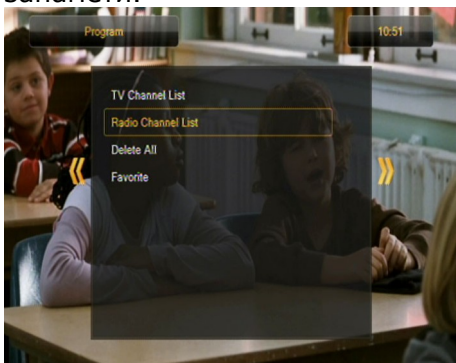 Program
10:51
TV Channel List
Radio Channel List
Delete All
Favorite